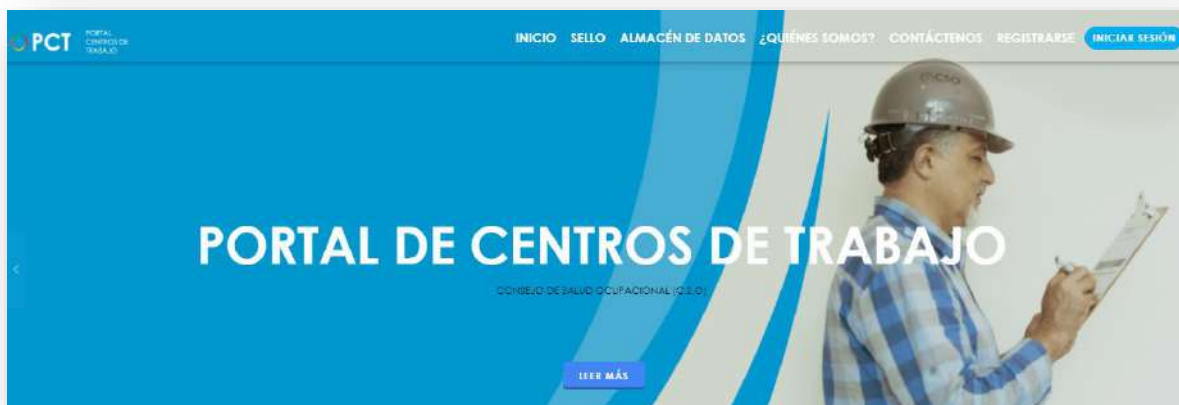 PCT
PORTAL
CENTROS DE
TRABAJO
INICIO SELLO ALMACÉN DE DATOS ¿QUIÉNES SOMOS? CONTÁCTENOS REGISTRARSE INICIAR SESIÓN
CSO
PORTAL DE CENTROS DE TRABAJO
CONSEJO DE SALUD OCUPACIONAL (C.S.O)
LEER MÁS